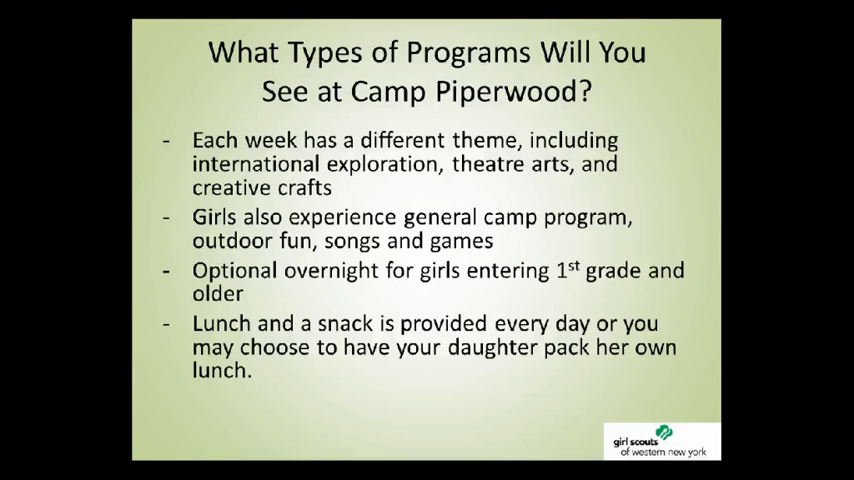 What Types of Programs Will You
See at Camp Piperwood?
- Each week has a different theme, including
international exploration, theatre arts, and
creative crafts
- Girls also experience general camp program,
outdoor fun, songs and games
- Optional overnight for girls entering 1st grade and
older
- Lunch and a snack is provided every day or you
may choose to have your daughter pack her own
lunch.
girl scouts
of western new york